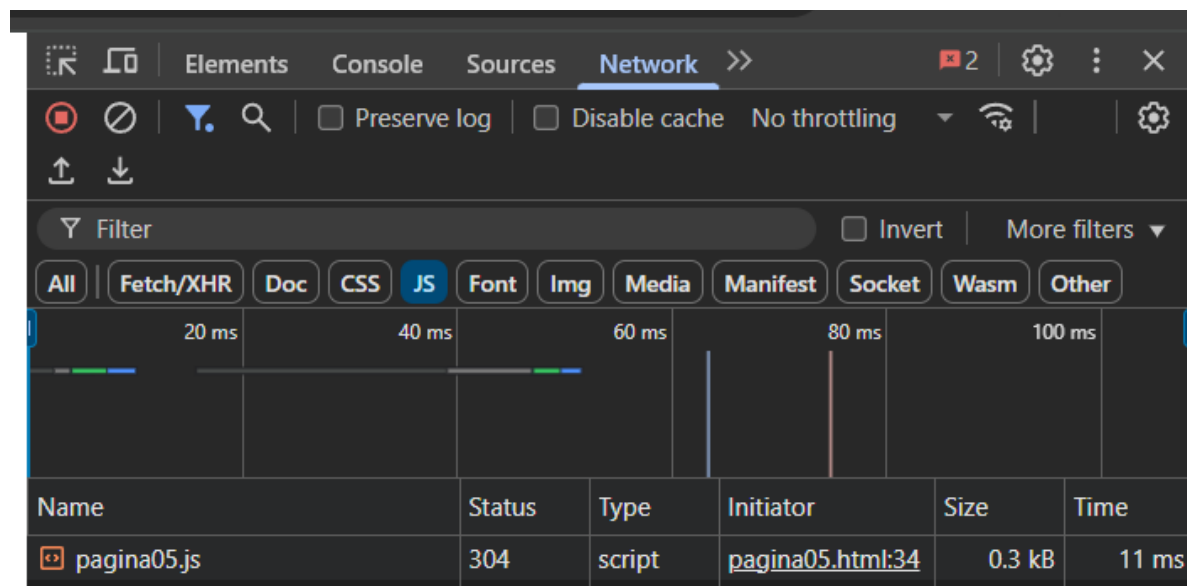 Elements Console Sources Network 2
Preserve log Disable cache No throttling
Filter Invert More filters
All Fetch/XHR Doc CSS JS Font Img Media Manifest Socket Wasm Other
20 ms 40 ms 60 ms 80 ms 100 ms
Name Status Type Initiator Size Time
pagina05.js 304 script pagina05.html:34 0.3 kB 11 ms